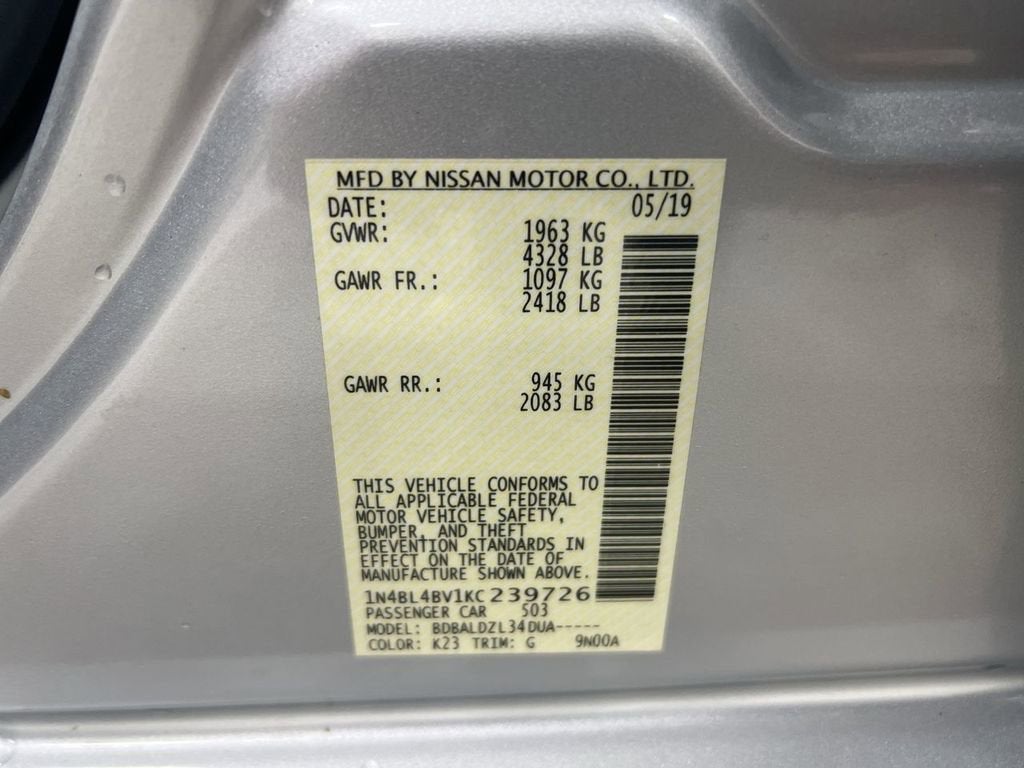 MFD BY NISSAN MOTOR CO., LTD.
DATE: 05/19
GVWR: 1963 KG
4328 LB
GAWR FR.: 1097 KG
2418 LB
GAWR RR.: 945 KG
2083 LB
THIS VEHICLE CONFORMS TO
ALL APPLICABLE FEDERAL
MOTOR VEHICLE SAFETY,
BUMPER, AND THEFT
PREVENTION STANDARDS IN
EFFECT ON THE DATE OF
MANUFACTURE SHOWN ABOVE.
1N4BL4BV1KC239726
PASSENGER CAR 503
MODEL: BDBALDZL34DUA-----
COLOR: K23 TRIM: G 9N00A